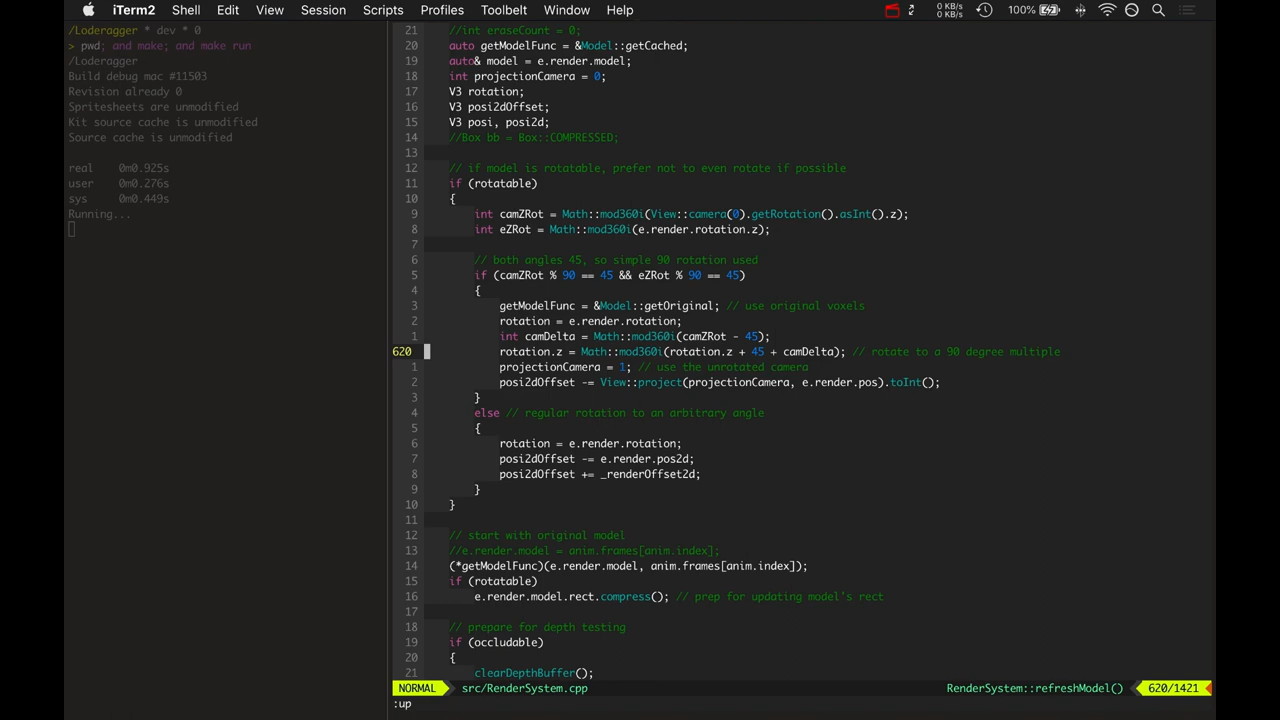 iTerm2 Shell Edit View Session Scripts Profiles Toolbelt Window Help 0 KB/s 0 KB/s 100%
/Loderagger * dev * 0
> pwd; and make; and make run
/Loderagger
Build debug mac #11503
Revision already 0
Spritesheets are unmodified
Kit source cache is unmodified
Source cache is unmodified
real 0m0.925s
user 0m0.276s
sys 0m0.449s
Running...
21 //int eraseCount = 0;
20 auto getModelFunc = &Model::getCached;
19 auto& model = e.render.model;
18 int projectionCamera = 0;
17 V3 rotation;
16 V3 posi2dOffset;
15 V3 posi, posi2d;
14 //Box bb = Box::COMPRESSED;
13
12 // if model is rotatable, prefer not to even rotate if possible
11 if (rotatable)
10 {
9 int camZRot = Math::mod360i(View::camera(0).getRotation().asInt().z);
8 int eZRot = Math::mod360i(e.render.rotation.z);
7
6 // both angles 45, so simple 90 rotation used
5 if (camZRot % 90 == 45 && eZRot % 90 == 45)
4 {
3 getModelFunc = &Model::getOriginal; // use original voxels
2 rotation = e.render.rotation;
1 int camDelta = Math::mod360i(camZRot - 45);
620 rotation.z = Math::mod360i(rotation.z + 45 + camDelta); // rotate to a 90 degree multiple
1 projectionCamera = 1; // use the unrotated camera
2 posi2dOffset -= View::project(projectionCamera, e.render.pos).toInt();
3 }
4 else // regular rotation to an arbitrary angle
5 {
6 rotation = e.render.rotation;
7 posi2dOffset -= e.render.pos2d;
8 posi2dOffset += _renderOffset2d;
9 }
10 }
11
12 // start with original model
13 //e.render.model = anim.frames[anim.index];
14 (*getModelFunc)(e.render.model, anim.frames[anim.index]);
15 if (rotatable)
16 e.render.model.rect.compress(); // prep for updating model's rect
17
18 // prepare for depth testing
19 if (occludable)
20 {
21 clearDepthBuffer();
NORMAL src/RenderSystem.cpp RenderSystem::refreshModel() 620/1421
:up